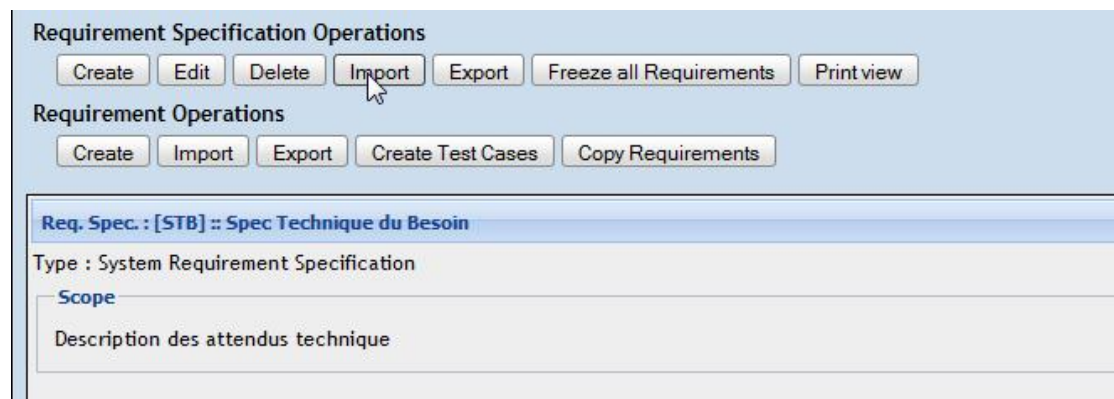 Requirement Specification Operations
Create Edit Delete Import Export Freeze all Requirements Print view
Requirement Operations
Create Import Export Create Test Cases Copy Requirements
Req. Spec. : [STB] :: Spec Technique du Besoin
Type : System Requirement Specification
Scope
Description des attendus technique